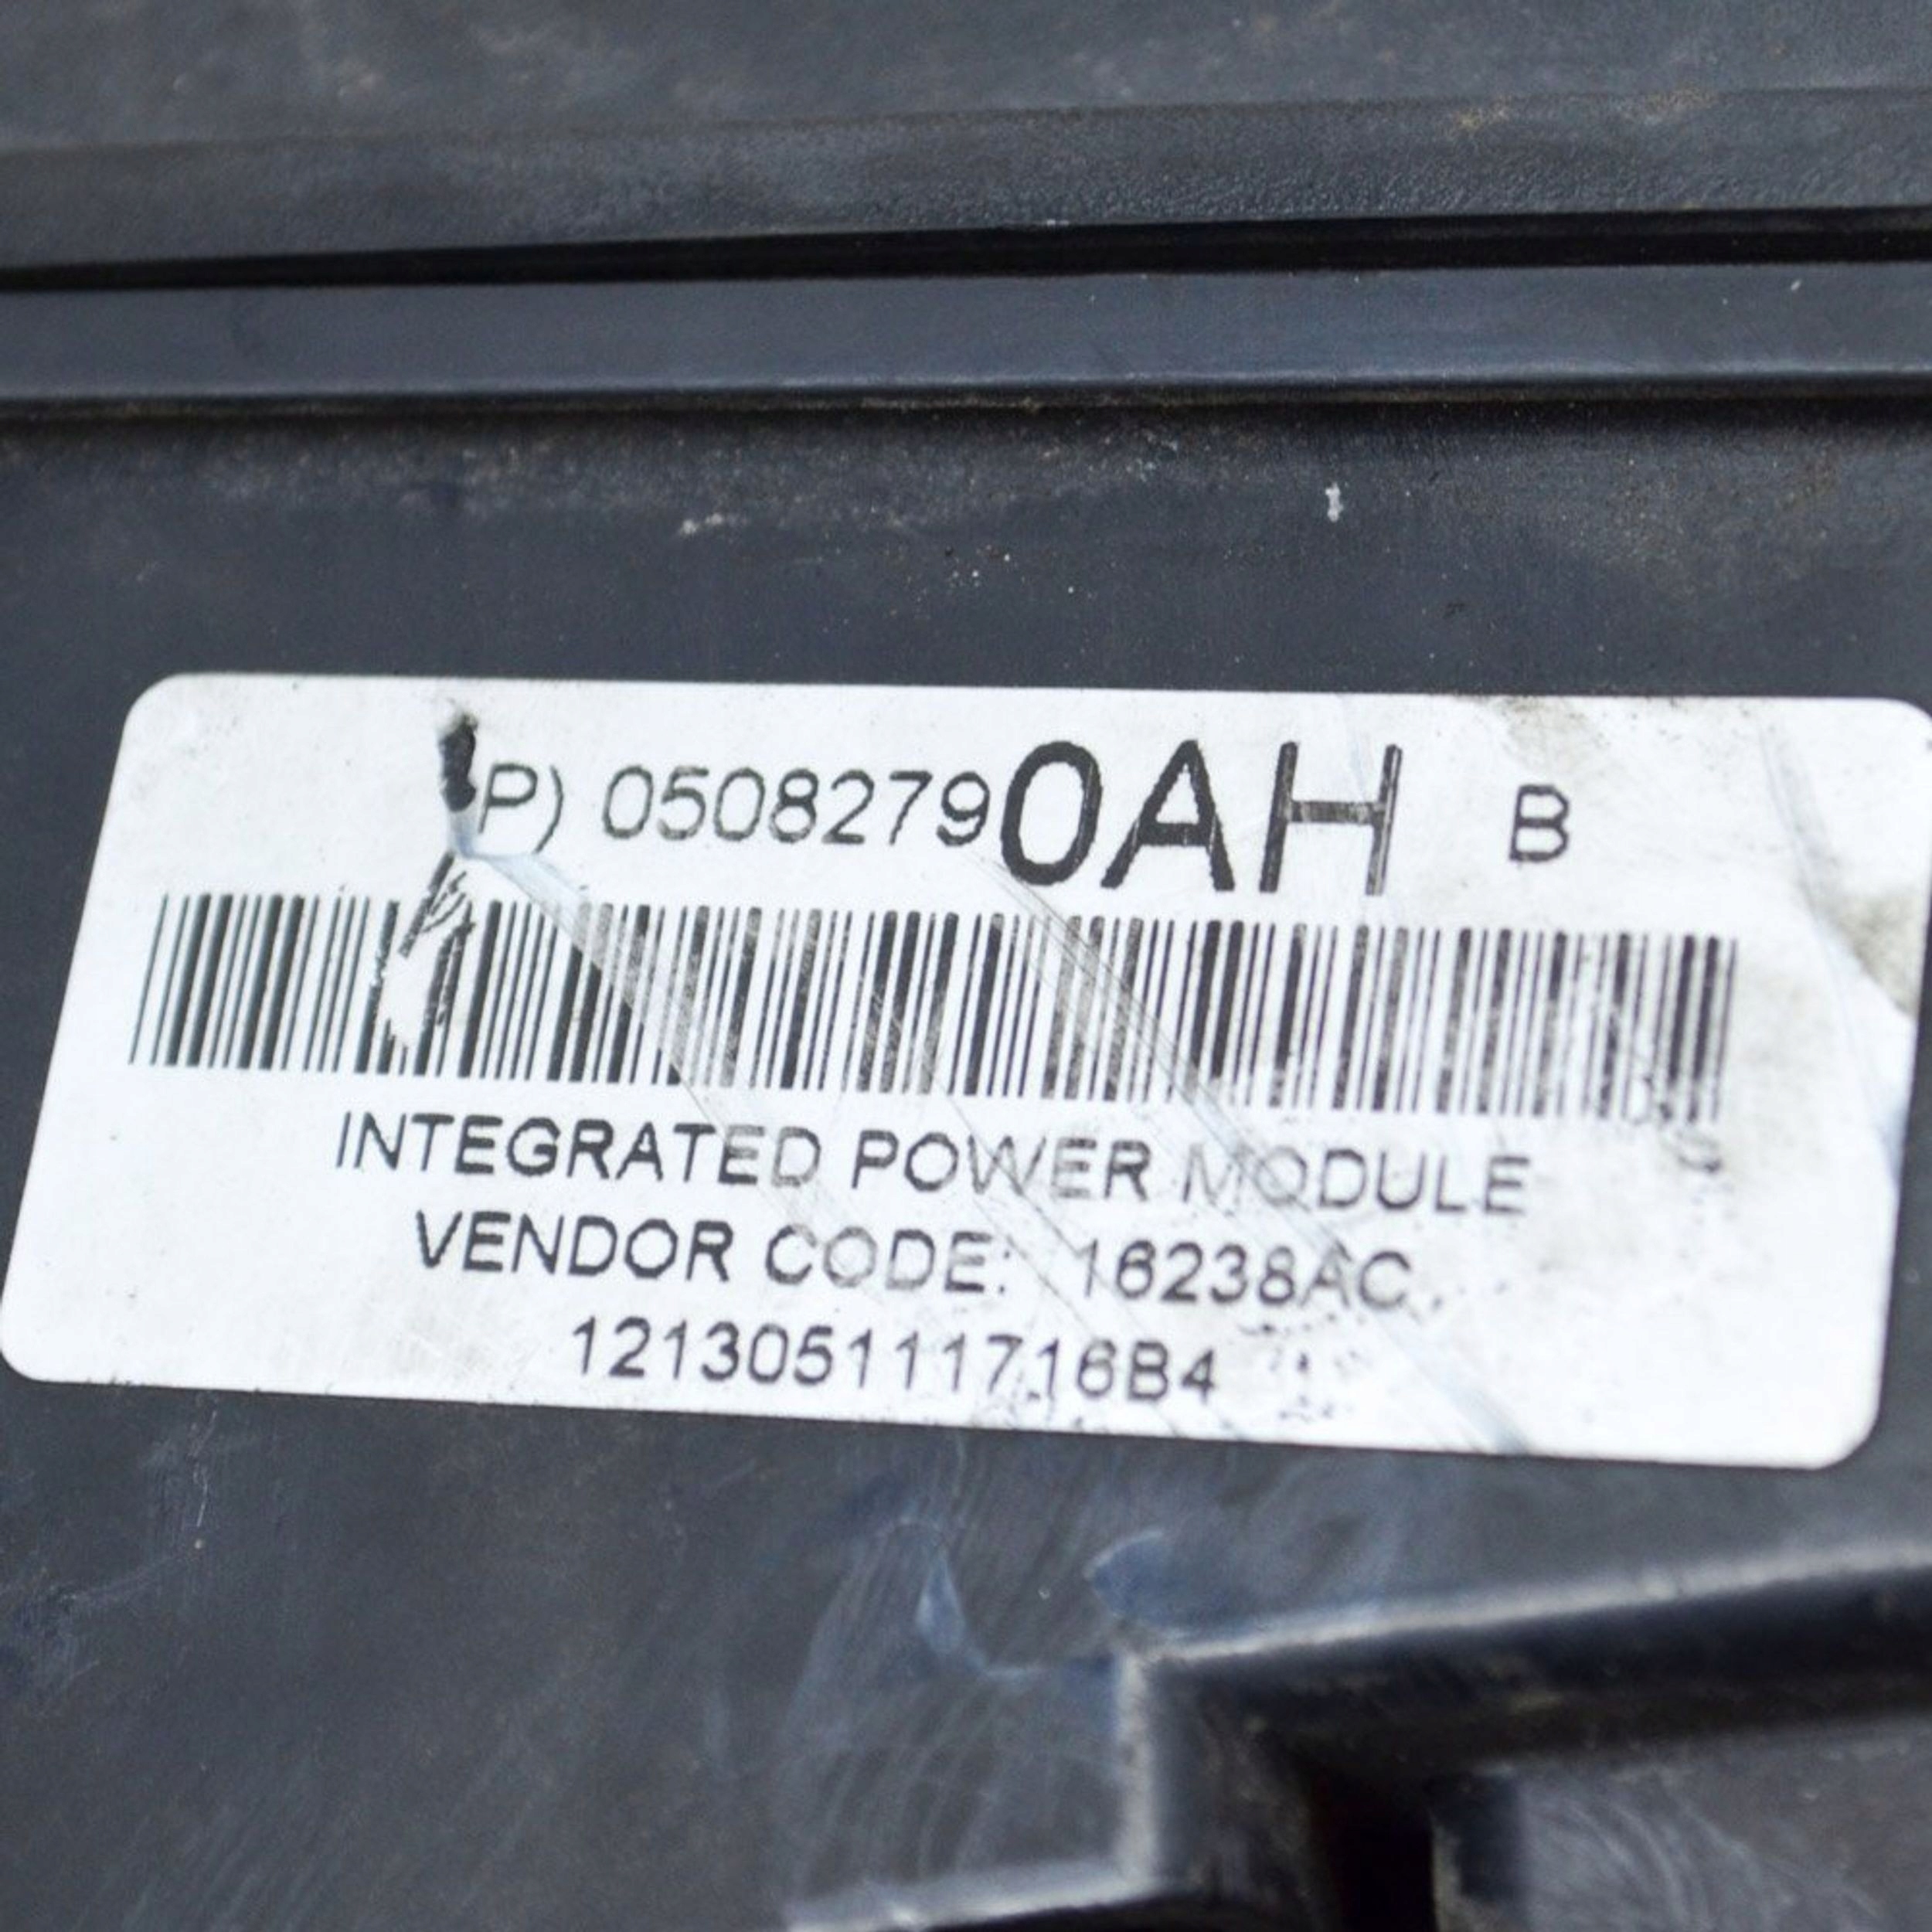 P) 05082790AH B
INTEGRATED POWER MODULE
VENDOR CODE: 16238AC
121305111716B4